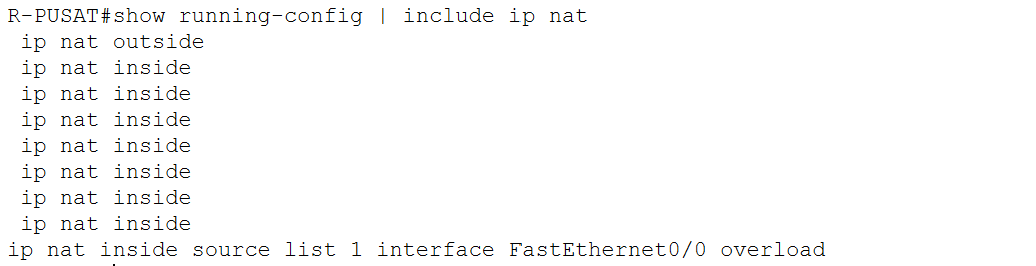 R-PUSAT#show running-config | include ip nat
ip nat outside
ip nat inside
ip nat inside
ip nat inside
ip nat inside
ip nat inside
ip nat inside
ip nat inside
ip nat inside source list 1 interface FastEthernet0/0 overload